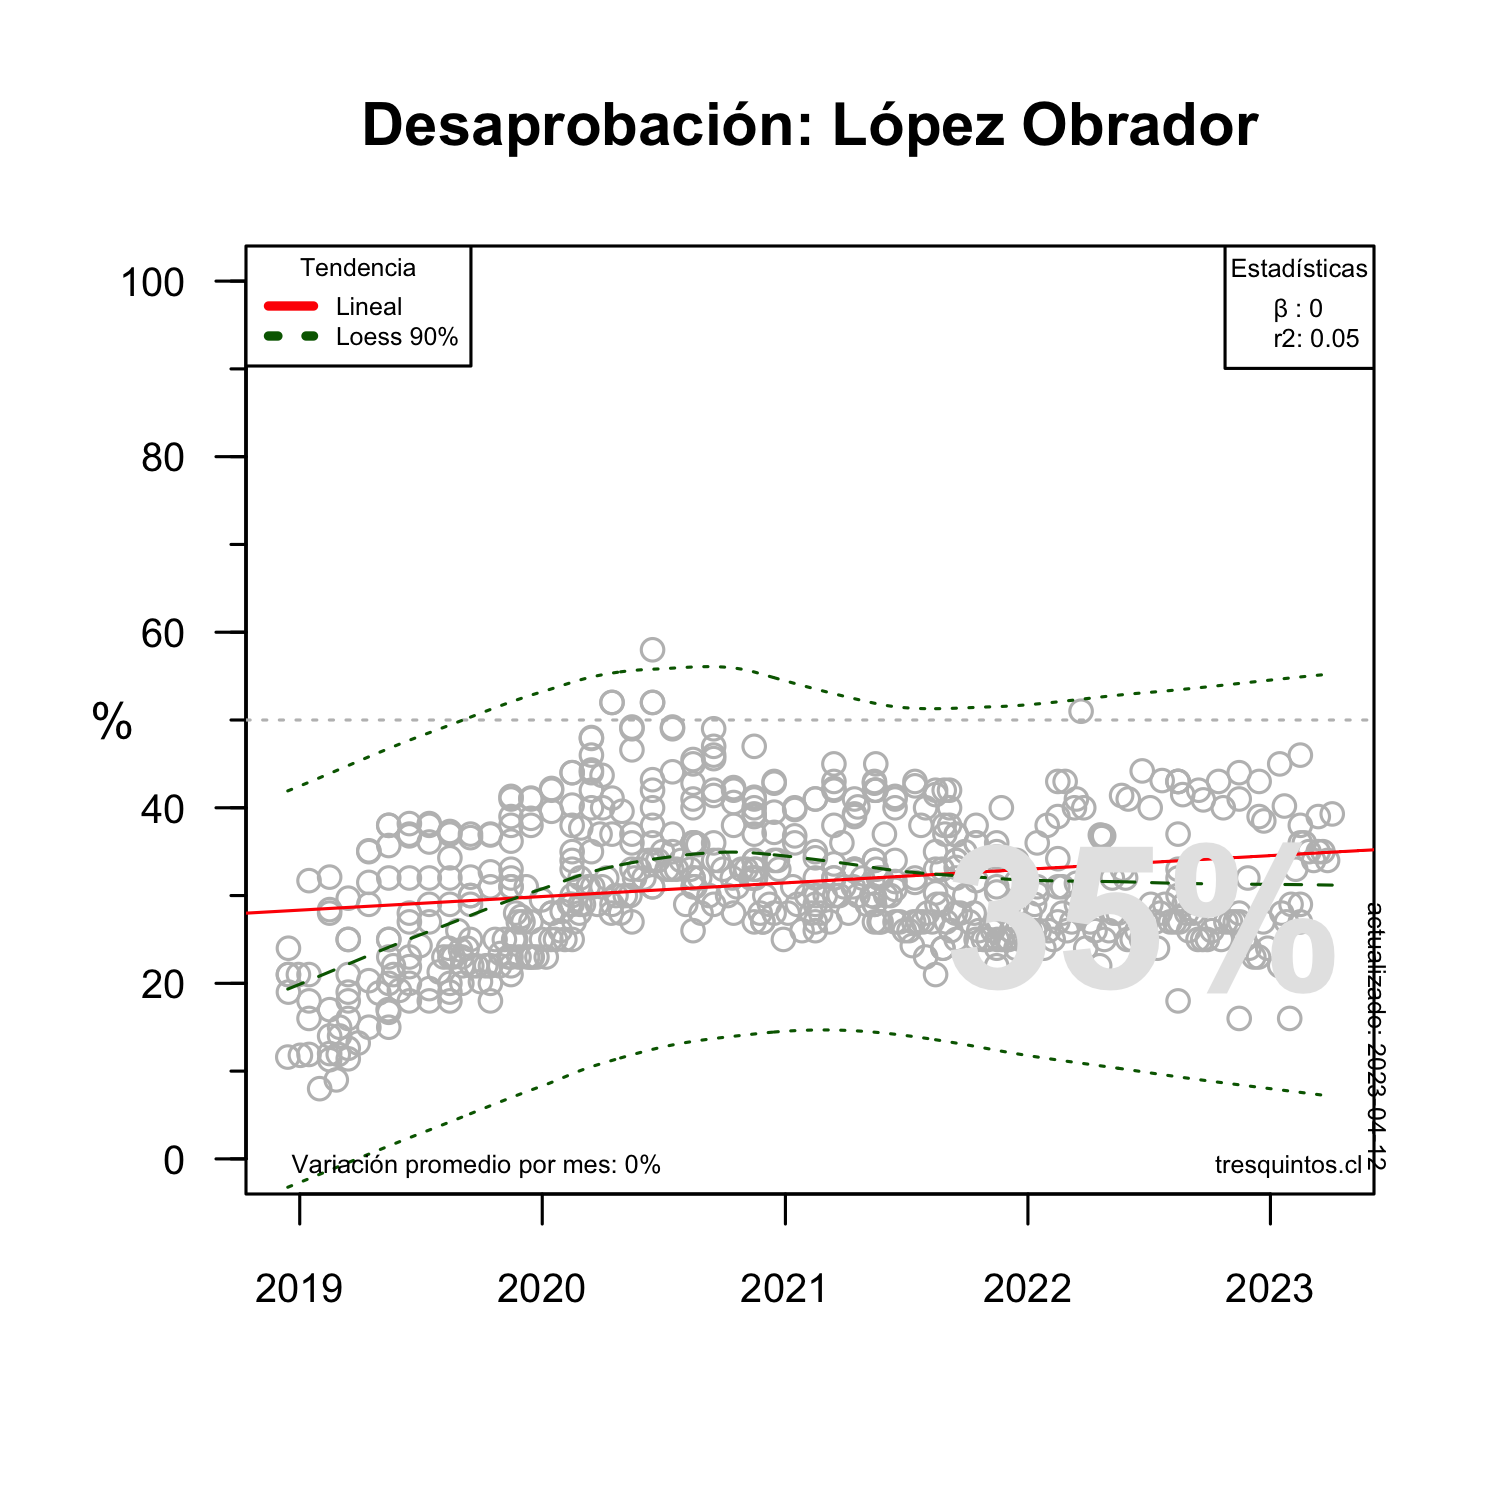 Desaprobación: López Obrador
Tendencia
Lineal
Loess 90%
Estadísticas
β : 0
r2: 0.05
100
80
60
%
40
20
0
35%
actualizado: 2023-04-12
Variación promedio por mes: 0%
tresquintos.cl
2019
2020
2021
2022
2023